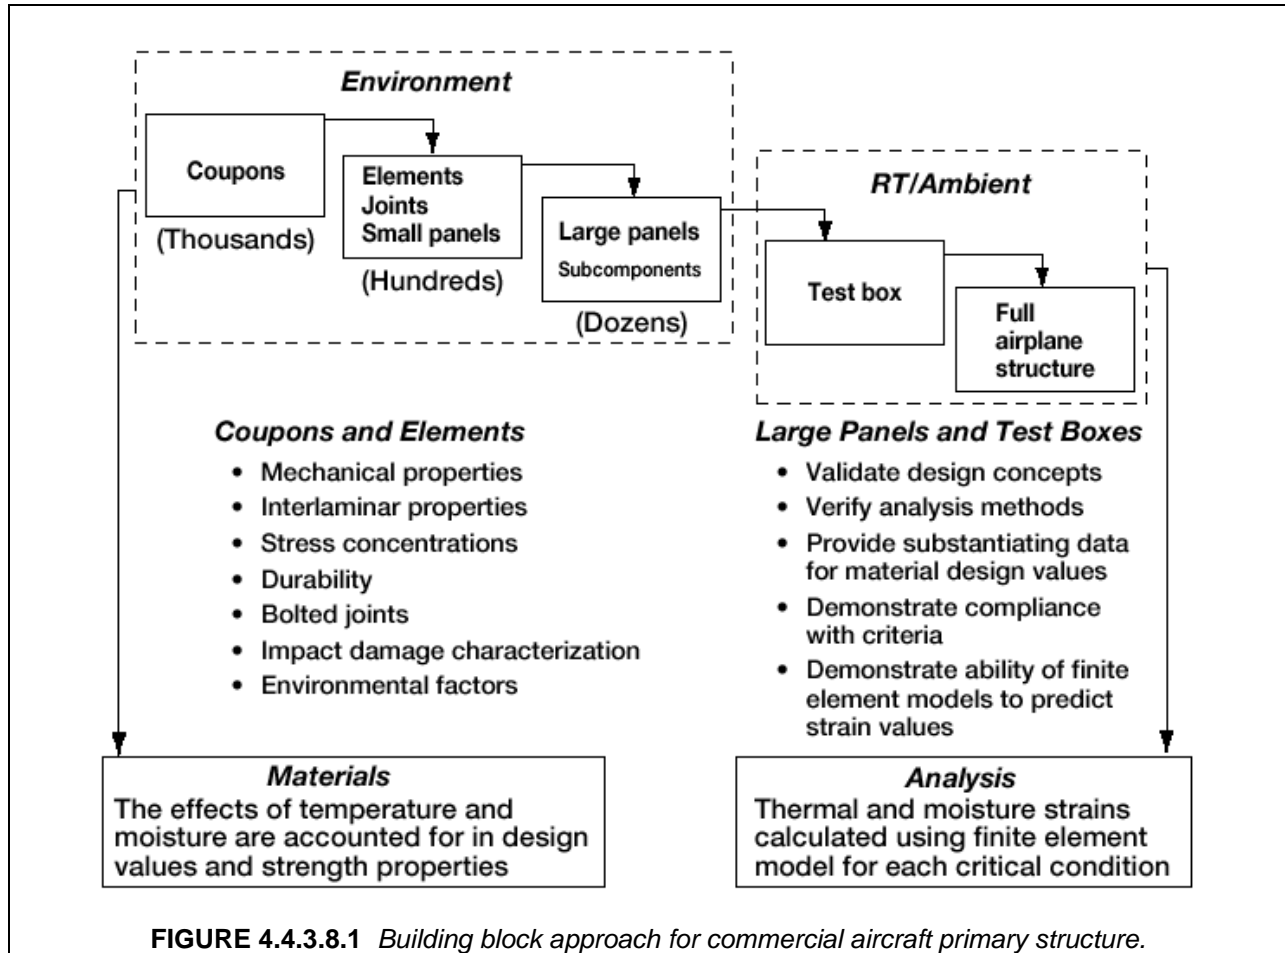 Environment
Coupons
(Thousands)
Elements
Joints
Small panels
(Hundreds)
Large panels
Subcomponents
(Dozens)
RT/Ambient
Test box
Full
airplane
structure
Coupons and Elements
• Mechanical properties
• Interlaminar properties
• Stress concentrations
• Durability
• Bolted joints
• Impact damage characterization
• Environmental factors
Large Panels and Test Boxes
• Validate design concepts
• Verify analysis methods
• Provide substantiating data
for material design values
• Demonstrate compliance
with criteria
• Demonstrate ability of finite
element models to predict
strain values
Materials
The effects of temperature and
moisture are accounted for in design
values and strength properties
Analysis
Thermal and moisture strains
calculated using finite element
model for each critical condition
FIGURE 4.4.3.8.1 Building block approach for commercial aircraft primary structure.